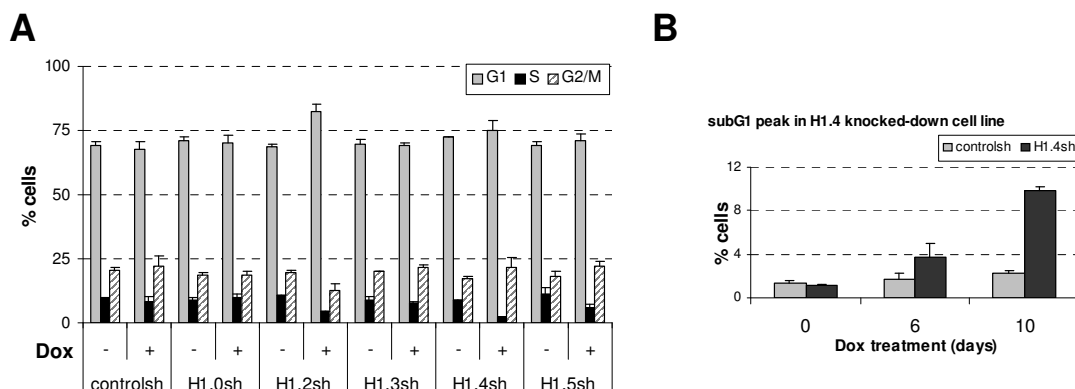 A
B
100
75
50
25
0
% cells
G1 S G2/M
Dox - + - + - + - + - + - +
controlsh H1.0sh H1.2sh H1.3sh H1.4sh H1.5sh
subG1 peak in H1.4 knocked-down cell line
controlsh H1.4sh
12
8
4
0
% cells
0 6 10
Dox treatment (days)